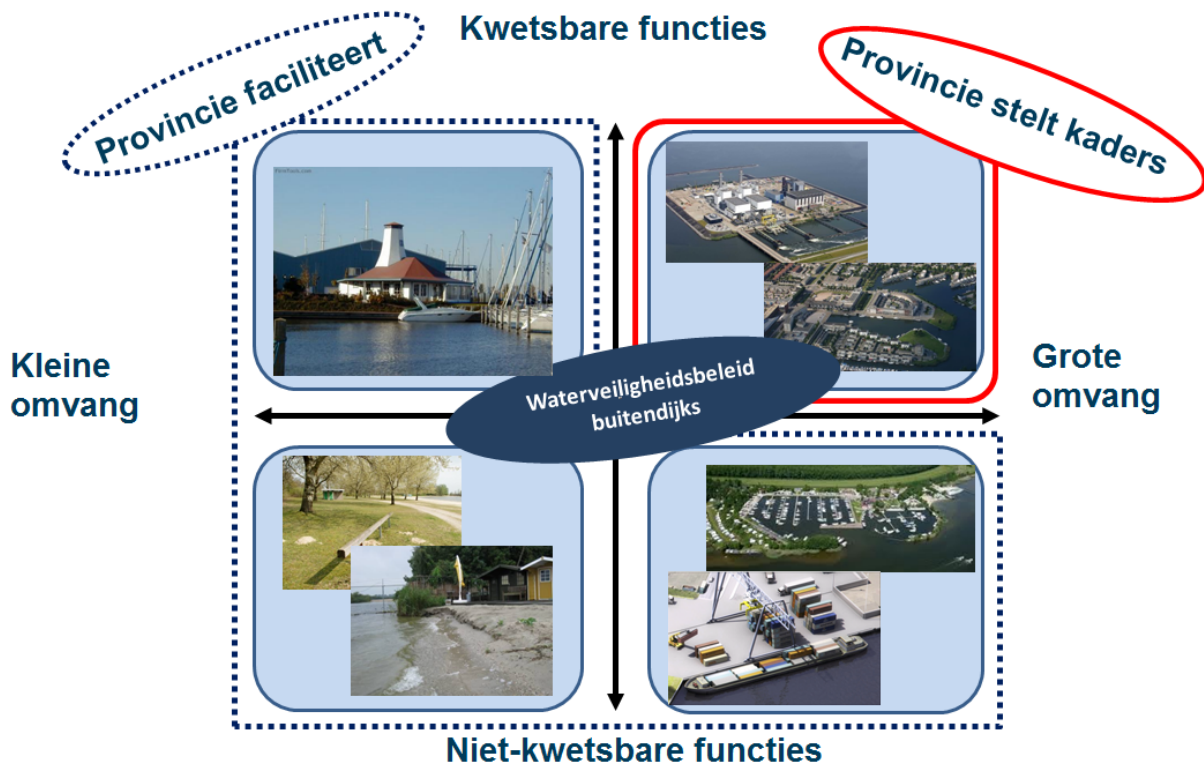 Kwetsbare functies
Provincie faciliteert
Provincie stelt kaders
Kleine
omvang
Waterveiligheidsbeleid
buitendijks
Grote
omvang
Niet-kwetsbare functies